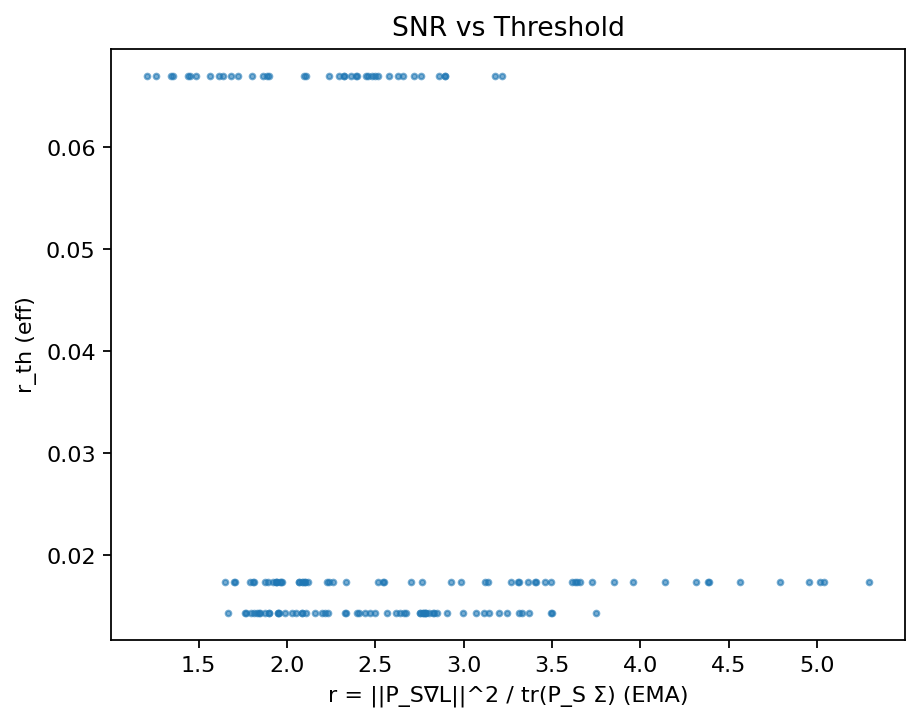 SNR vs Threshold
r_th (eff)
0.06
0.05
0.04
0.03
0.02
1.5 2.0 2.5 3.0 3.5 4.0 4.5 5.0
r = ||P_S∇L||^2 / tr(P_S Σ) (EMA)